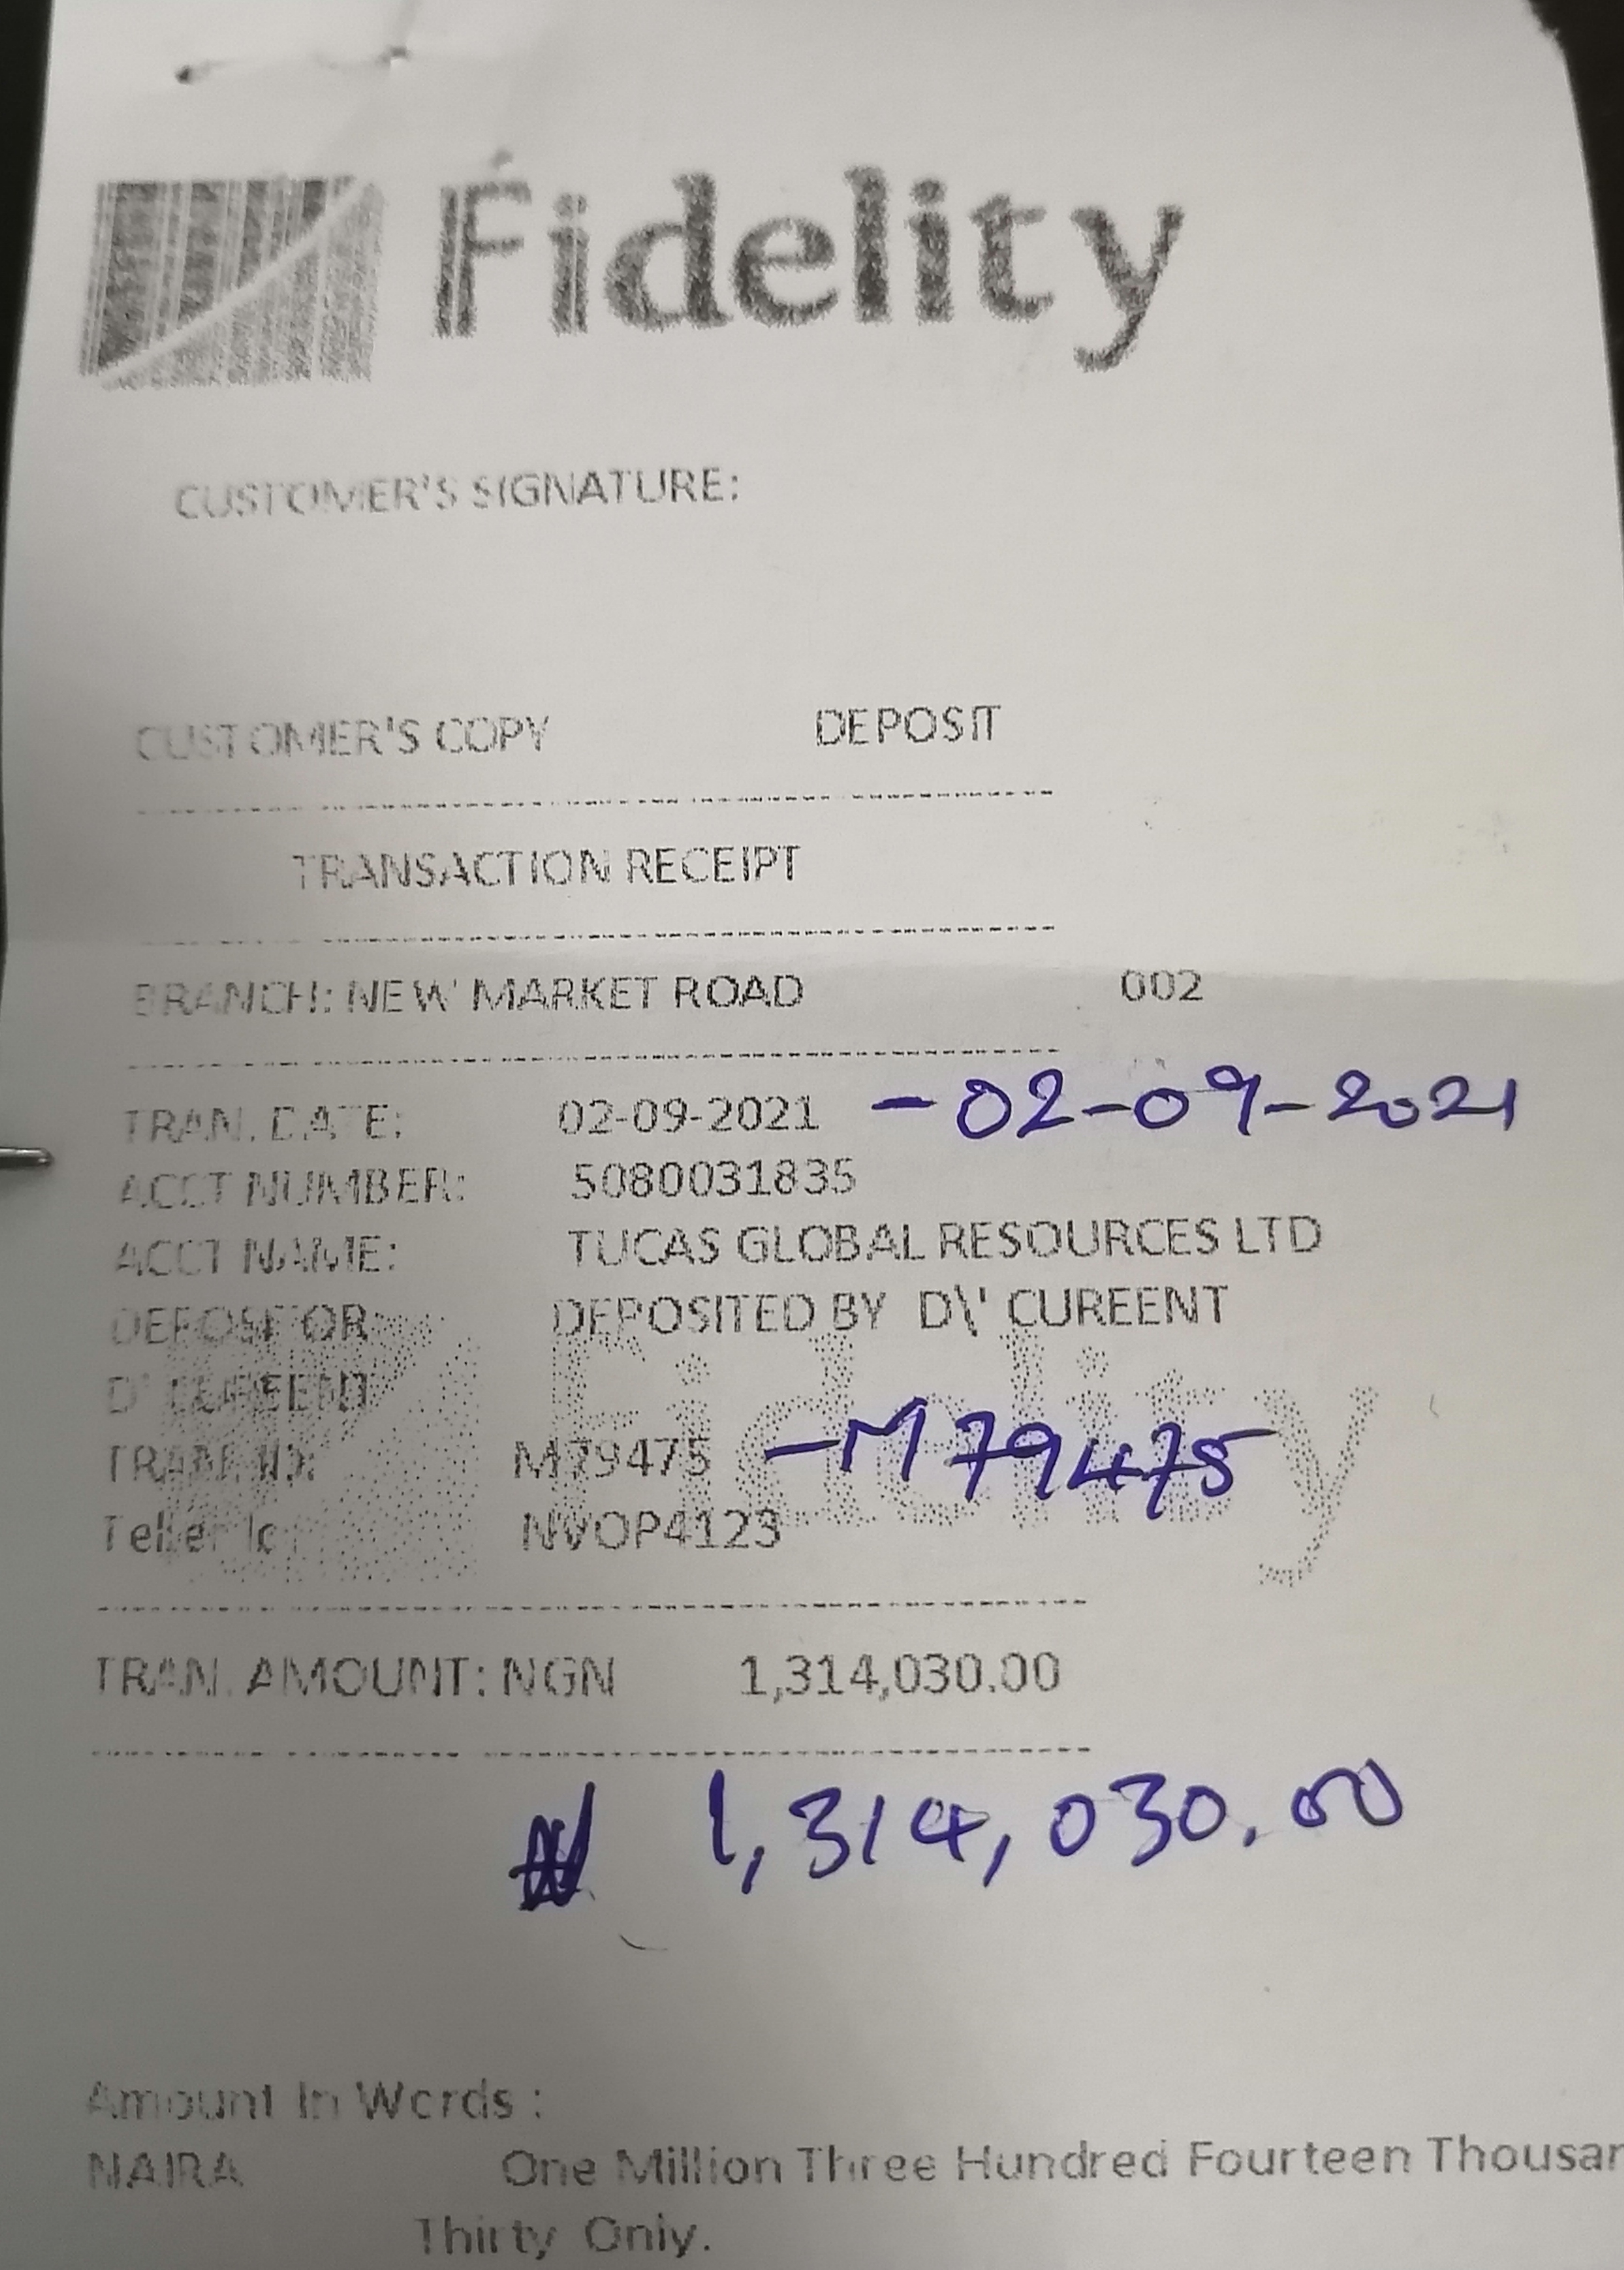 Fidelity
CUSTOMER'S SIGNATURE:
CUSTOMER'S COPY DEPOSIT
TRANSACTION RECEIPT
BRANCH: NEW MARKET ROAD 002
TRAN. DATE: 02-09-2021 - 02-09-2021
ACCT NUMBER: 5080031835
ACCT NAME: TUCAS GLOBAL RESOURCES LTD
DEPOSITOR: DEPOSITED BY D\' CUREENT
D' CUREENT
TRAN. ID: M79475 - M79475
Teller Id: NVOP4123
Fidelity
TRAN. AMOUNT: NGN 1,314,030.00
₦ 1,314,030.00
Amount In Words :
NAIRA One Million Three Hundred Fourteen Thousan
Thirty Only.